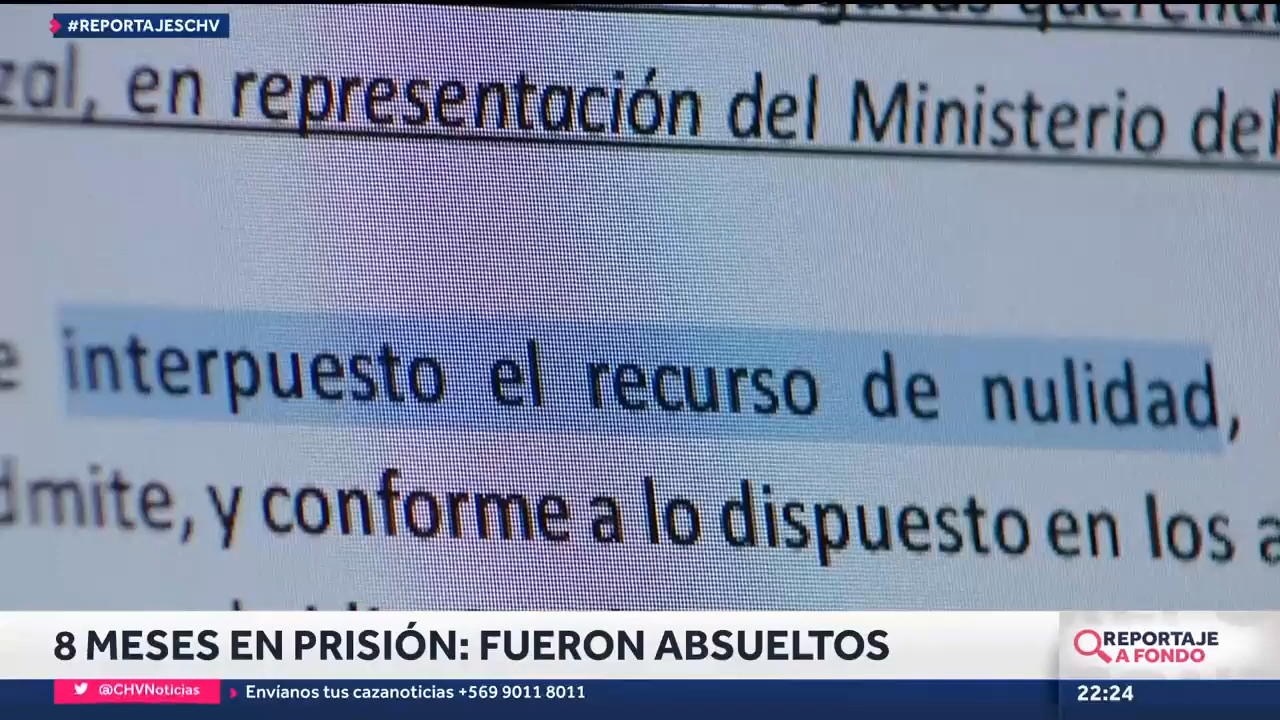 #REPORTAJESCHV
zal, en representación del Ministerio del
e interpuesto el recurso de nulidad,
dmite, y conforme a lo dispuesto en los a
8 MESES EN PRISIÓN: FUERON ABSUELTOS
REPORTAJE
A FONDO
@CHVNoticias
Envíanos tus cazanoticias +569 9011 8011
22:24